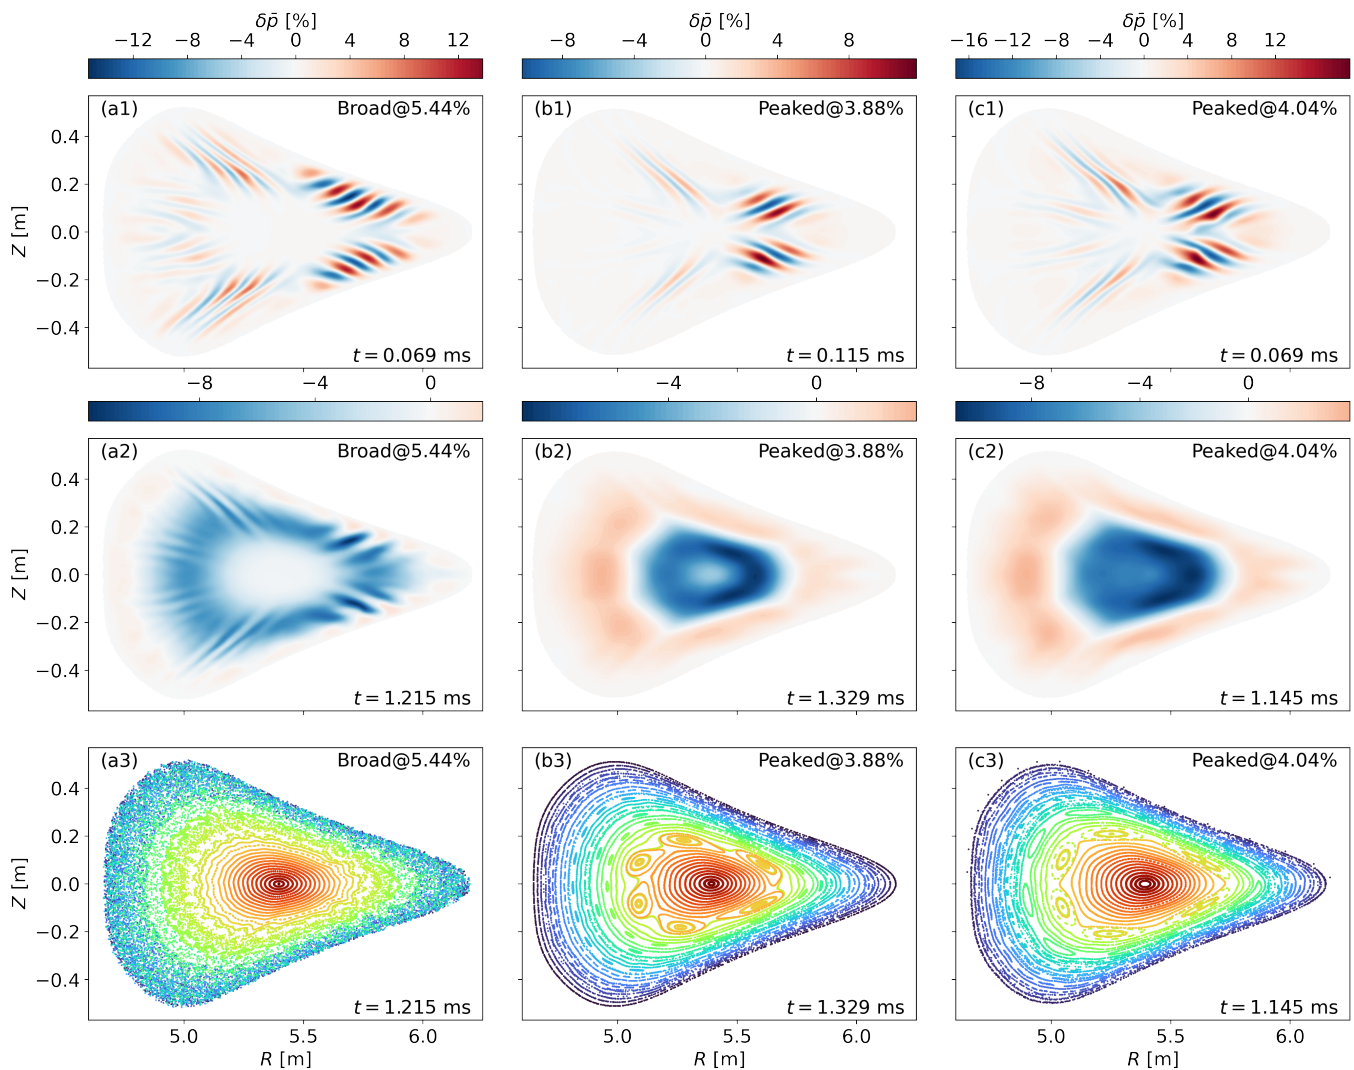 δp̄ [%] δp̄ [%] δp̄ [%]
−12 −8 −4 0 4 8 12 −8 −4 0 4 8 −16 −12 −8 −4 0 4 8 12
(a1) Broad@5.44% (b1) Peaked@3.88% (c1) Peaked@4.04%
0.4
0.2
0.0
−0.2
−0.4
Z [m]
t = 0.069 ms t = 0.115 ms t = 0.069 ms
−8 −4 0 −4 0 −8 −4 0
(a2) Broad@5.44% (b2) Peaked@3.88% (c2) Peaked@4.04%
0.4
0.2
0.0
−0.2
−0.4
Z [m]
t = 1.215 ms t = 1.329 ms t = 1.145 ms
(a3) Broad@5.44% (b3) Peaked@3.88% (c3) Peaked@4.04%
0.4
0.2
0.0
−0.2
−0.4
Z [m]
t = 1.215 ms t = 1.329 ms t = 1.145 ms
5.0 5.5 6.0 5.0 5.5 6.0 5.0 5.5 6.0
R [m] R [m] R [m]